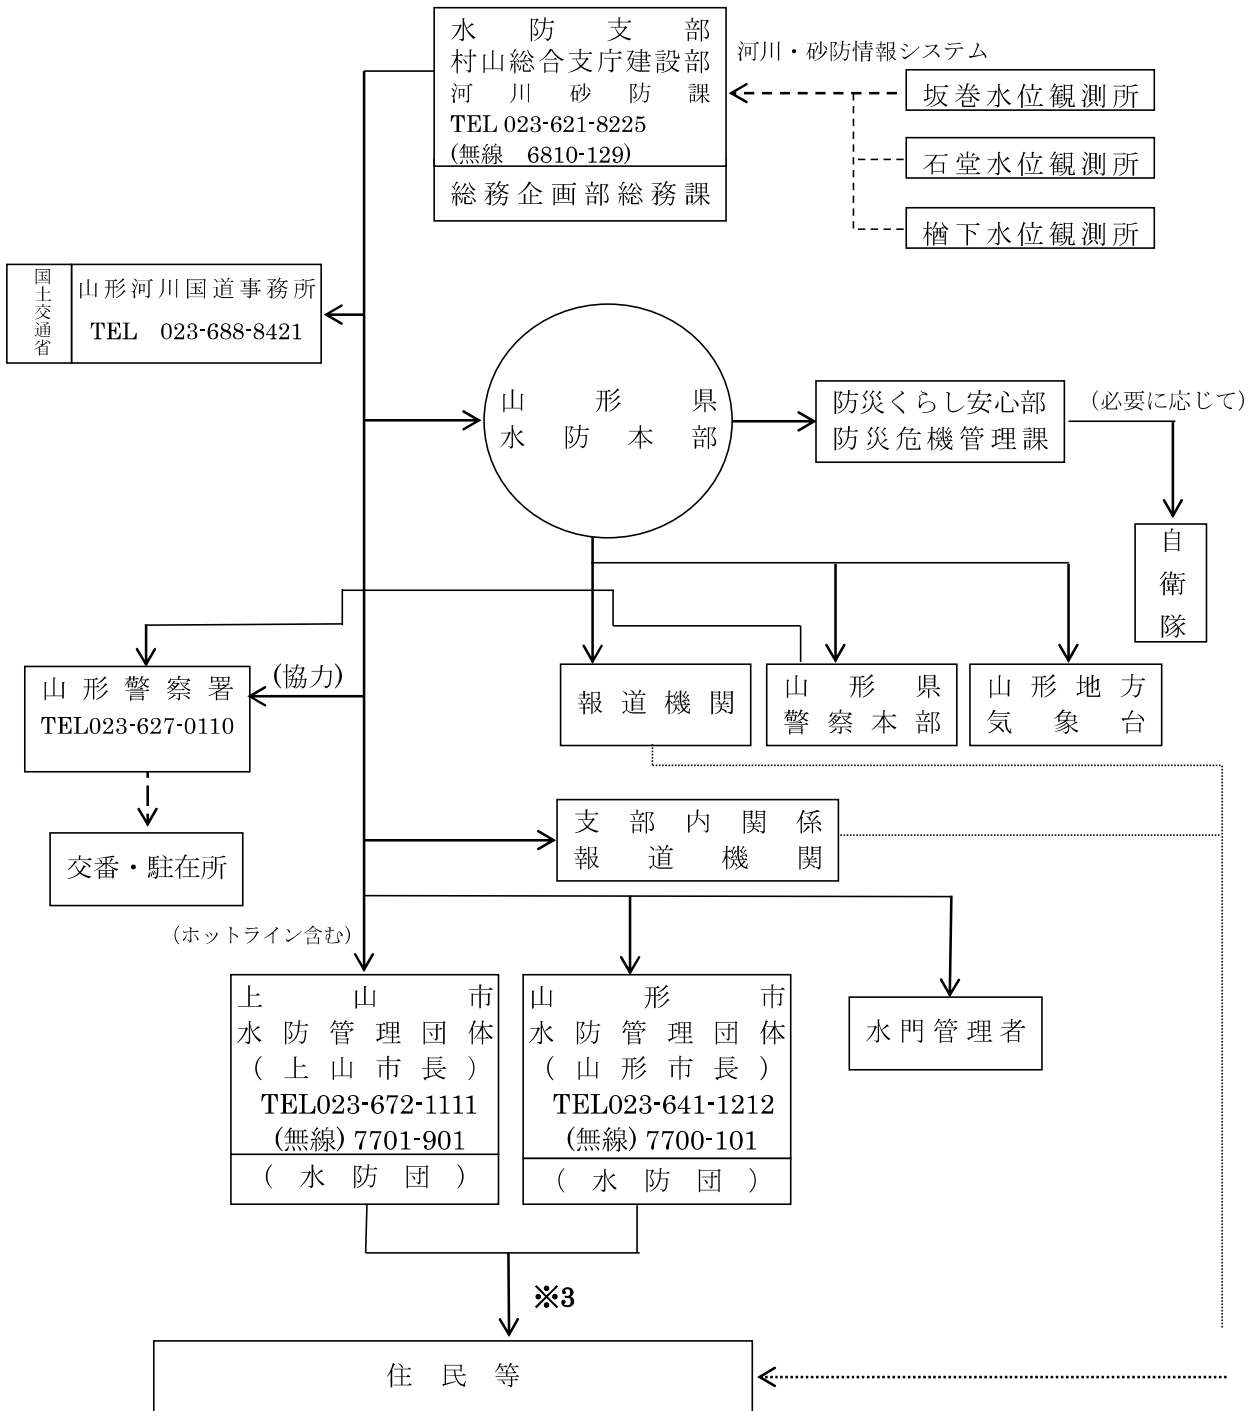 水防支部
村山総合支庁建設部
河川砂防課
TEL 023-621-8225
(無線　6810-129)
総務企画部総務課
河川・砂防情報システム
坂巻水位観測所
石堂水位観測所
楢下水位観測所
国土交通省
山形河川国道事務所
TEL　023-688-8421
山形県
水防本部
防災くらし安心部
防災危機管理課
(必要に応じて)
自衛隊
山形警察署
TEL023-627-0110
(協力)
報道機関
山形県
警察本部
山形地方
気象台
交番・駐在所
支部内関係
報道機関
(ホットライン含む)
上山市
水防管理団体
(上山市長)
TEL023-672-1111
(無線) 7701-901
(水防団)
山形市
水防管理団体
(山形市長)
TEL023-641-1212
(無線) 7700-101
(水防団)
水門管理者
※3
住民等